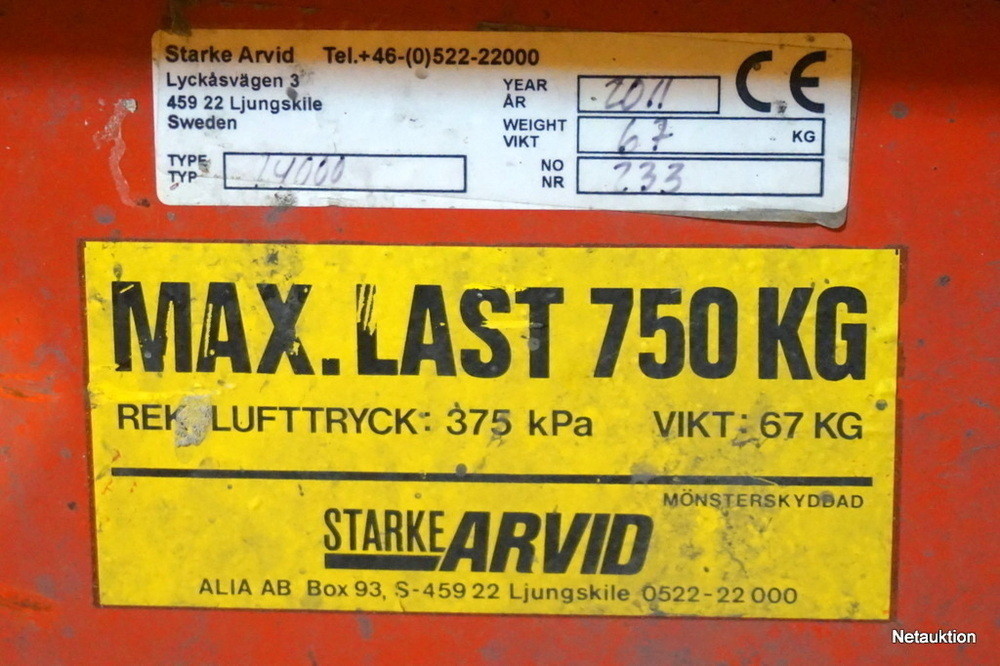 Starke Arvid Tel.+46-(0)522-22000
Lyckåsvägen 3
459 22 Ljungskile
Sweden
YEAR
ÅR
2011
WEIGHT
VIKT
67 KG
TYPE
TYP
24000
NO
NR
233
CE
MAX. LAST 750 KG
REK. LUFTTRYCK: 375 kPa VIKT: 67 KG
MÖNSTERSKYDDAD
STARKE ARVID
ALIA AB Box 93, S-459 22 Ljungskile 0522-22 000
Netauktion